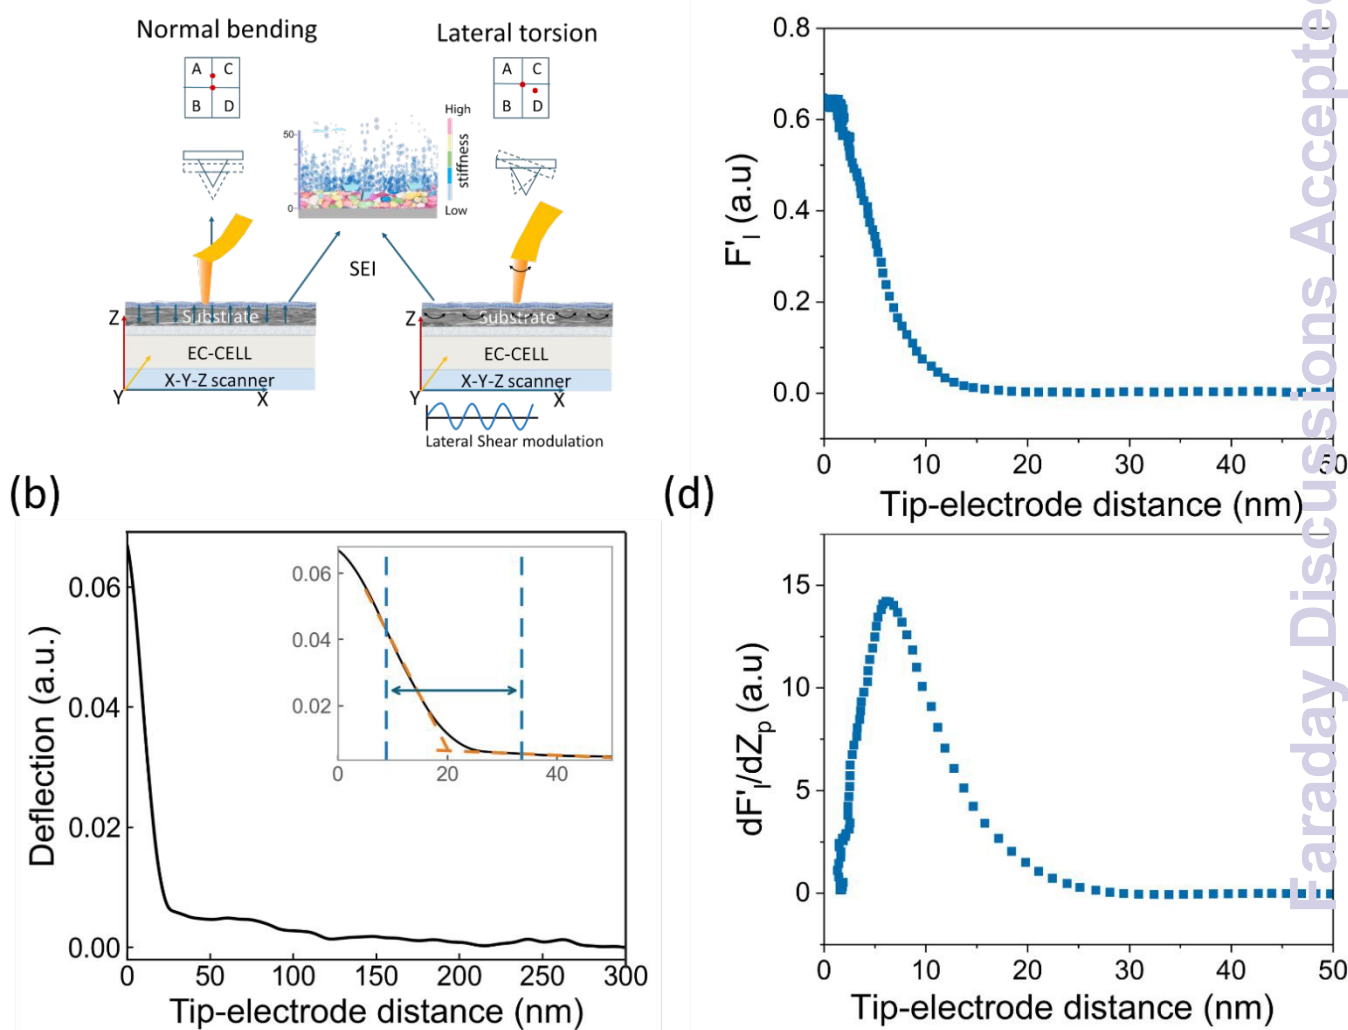 Normal bending
Lateral torsion
A C
B D
A C
B D
50
0
High
stiffness
Low
SEI
Z
Substrate
EC-CELL
X-Y-Z scanner
Y
X
Z
Substrate
EC-CELL
X-Y-Z scanner
Y
X
Lateral Shear modulation
0.8
0.6
0.4
0.2
0.0
F'l (a.u)
0 10 20 30 40 50
Tip-electrode distance (nm)
(b)
0.06
0.04
0.02
0.00
Deflection (a.u.)
0.06
0.04
0.02
0 20 40
0 50 100 150 200 250 300
Tip-electrode distance (nm)
(d)
15
10
5
0
dF'l/dZp (a.u)
0 10 20 30 40 50
Tip-electrode distance (nm)
Faraday Discussions Accepted